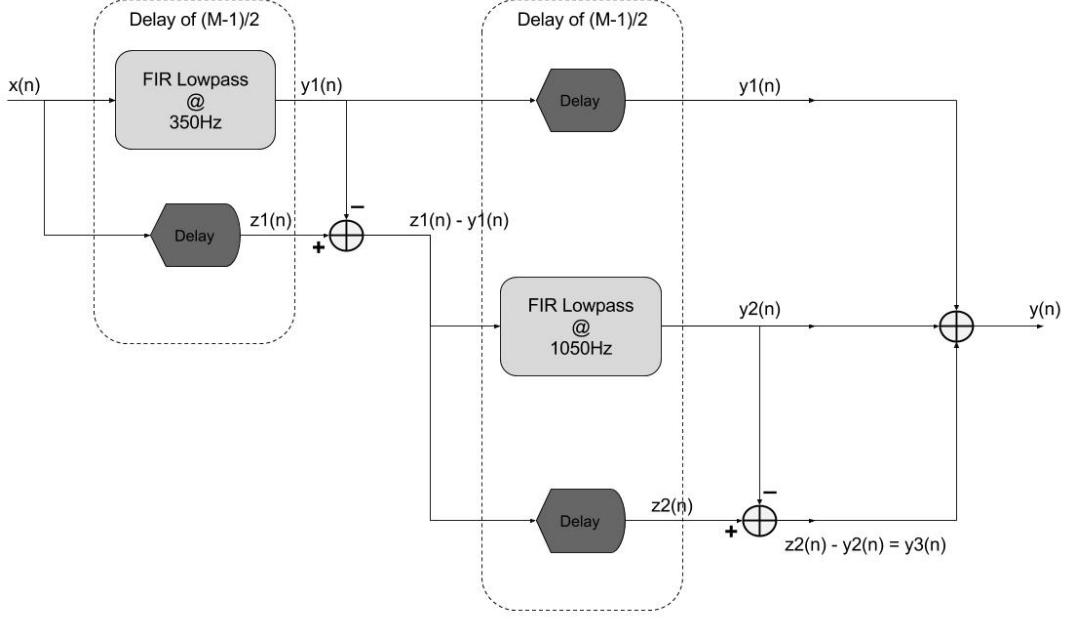 Delay of (M-1)/2
Delay of (M-1)/2
x(n)
FIR Lowpass
@
350Hz
y1(n)
Delay
y1(n)
Delay
z1(n)
−
+
z1(n) - y1(n)
FIR Lowpass
@
1050Hz
y2(n)
y(n)
Delay
z2(n)
−
+
z2(n) - y2(n) = y3(n)